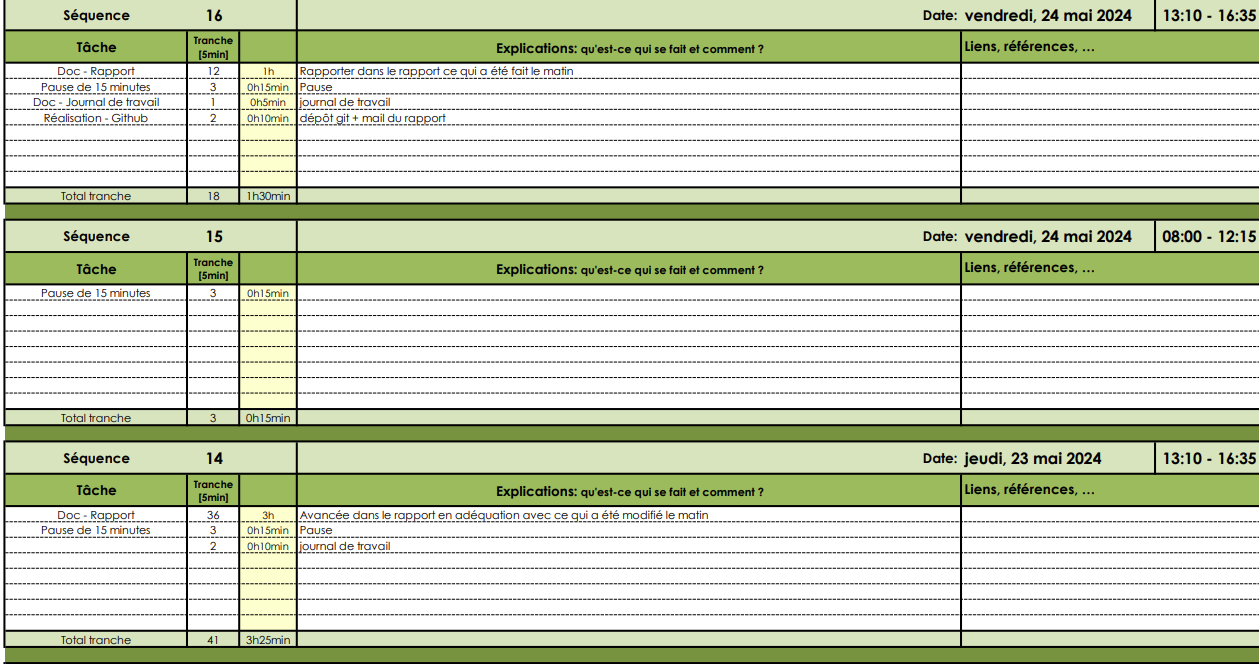 Séquence 16 Date: vendredi, 24 mai 2024 13:10 - 16:35
Tâche Tranche [5min] Explications: qu'est-ce qui se fait et comment ? Liens, références, ...
Doc - Rapport 12 1h Rapporter dans le rapport ce qui a été fait le matin
Pause de 15 minutes 3 0h15min Pause
Doc - Journal de travail 1 0h5min journal de travail
Réalisation - Github 2 0h10min dépôt git + mail du rapport
Total tranche 18 1h30min
Séquence 15 Date: vendredi, 24 mai 2024 08:00 - 12:15
Tâche Tranche [5min] Explications: qu'est-ce qui se fait et comment ? Liens, références, ...
Pause de 15 minutes 3 0h15min
Total tranche 3 0h15min
Séquence 14 Date: jeudi, 23 mai 2024 13:10 - 16:35
Tâche Tranche [5min] Explications: qu'est-ce qui se fait et comment ? Liens, références, ...
Doc - Rapport 36 3h Avancée dans le rapport en adéquation avec ce qui a été modifié le matin
Pause de 15 minutes 3 0h15min Pause
2 0h10min journal de travail
Total tranche 41 3h25min